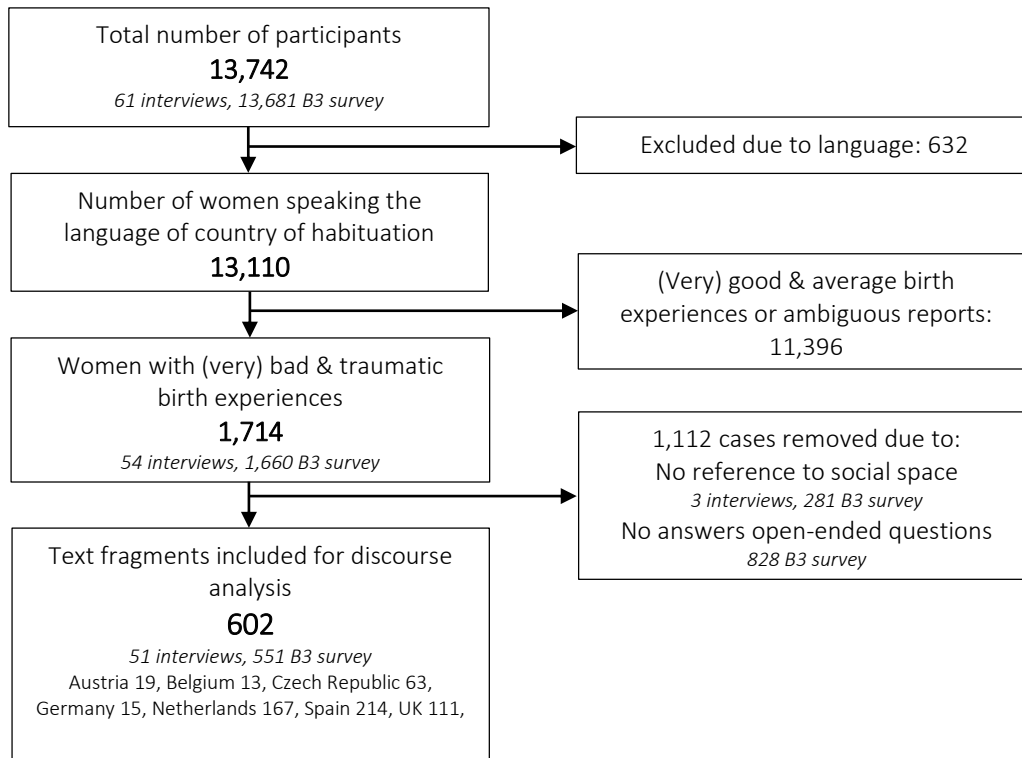 Total number of participants
13,742
61 interviews, 13,681 B3 survey
Excluded due to language: 632
Number of women speaking the
language of country of habituation
13,110
(Very) good & average birth
experiences or ambiguous reports:
11,396
Women with (very) bad & traumatic
birth experiences
1,714
54 interviews, 1,660 B3 survey
1,112 cases removed due to:
No reference to social space
3 interviews, 281 B3 survey
No answers open-ended questions
828 B3 survey
Text fragments included for discourse
analysis
602
51 interviews, 551 B3 survey
Austria 19, Belgium 13, Czech Republic 63,
Germany 15, Netherlands 167, Spain 214, UK 111,